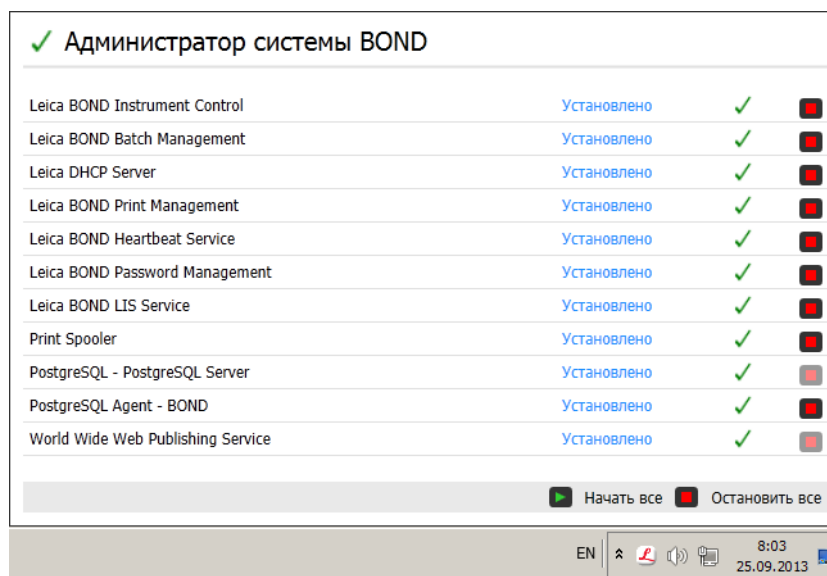 Администратор системы BOND
Leica BOND Instrument Control Установлено
Leica BOND Batch Management Установлено
Leica DHCP Server Установлено
Leica BOND Print Management Установлено
Leica BOND Heartbeat Service Установлено
Leica BOND Password Management Установлено
Leica BOND LIS Service Установлено
Print Spooler Установлено
PostgreSQL - PostgreSQL Server Установлено
PostgreSQL Agent - BOND Установлено
World Wide Web Publishing Service Установлено
Начать все Остановить все
EN 8:03
25.09.2013